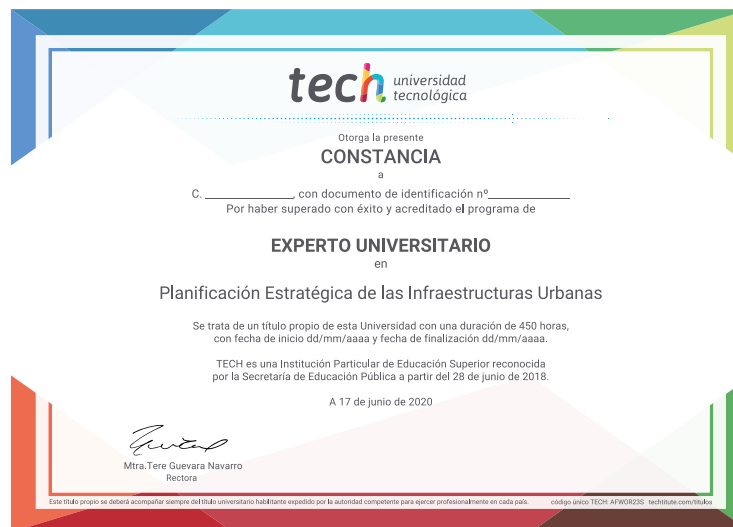 tech universidad
tecnológica
Otorga la presente
CONSTANCIA
a
C. ______________, con documento de identificación nº______________
Por haber superado con éxito y acreditado el programa de
EXPERTO UNIVERSITARIO
en
Planificación Estratégica de las Infraestructuras Urbanas
Se trata de un título propio de esta Universidad con una duración de 450 horas,
con fecha de inicio dd/mm/aaaa y fecha de finalización dd/mm/aaaa.
TECH es una Institución Particular de Educación Superior reconocida
por la Secretaría de Educación Pública a partir del 28 de junio de 2018.
A 17 de junio de 2020
Mtra.Tere Guevara Navarro
Rectora
Este título propio se deberá acompañar siempre del título universitario habilitante expedido por la autoridad competente para ejercer profesionalmente en cada país. código único TECH: AFWOR23S techtitute.com/titulos